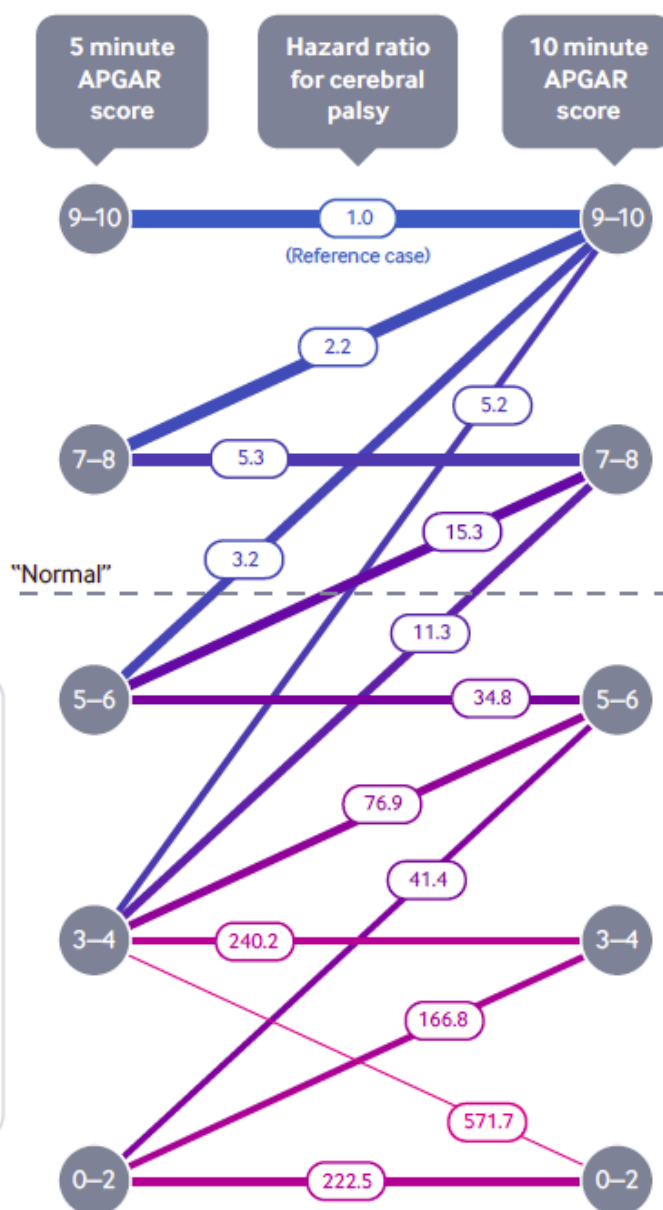 5 minute
APGAR
score
Hazard ratio
for cerebral
palsy
10 minute
APGAR
score
9–10
1.0
9–10
(Reference case)
2.2
5.2
7–8
5.3
7–8
15.3
3.2
"Normal"
11.3
5–6
34.8
5–6
76.9
41.4
3–4
240.2
3–4
166.8
571.7
0–2
222.5
0–2